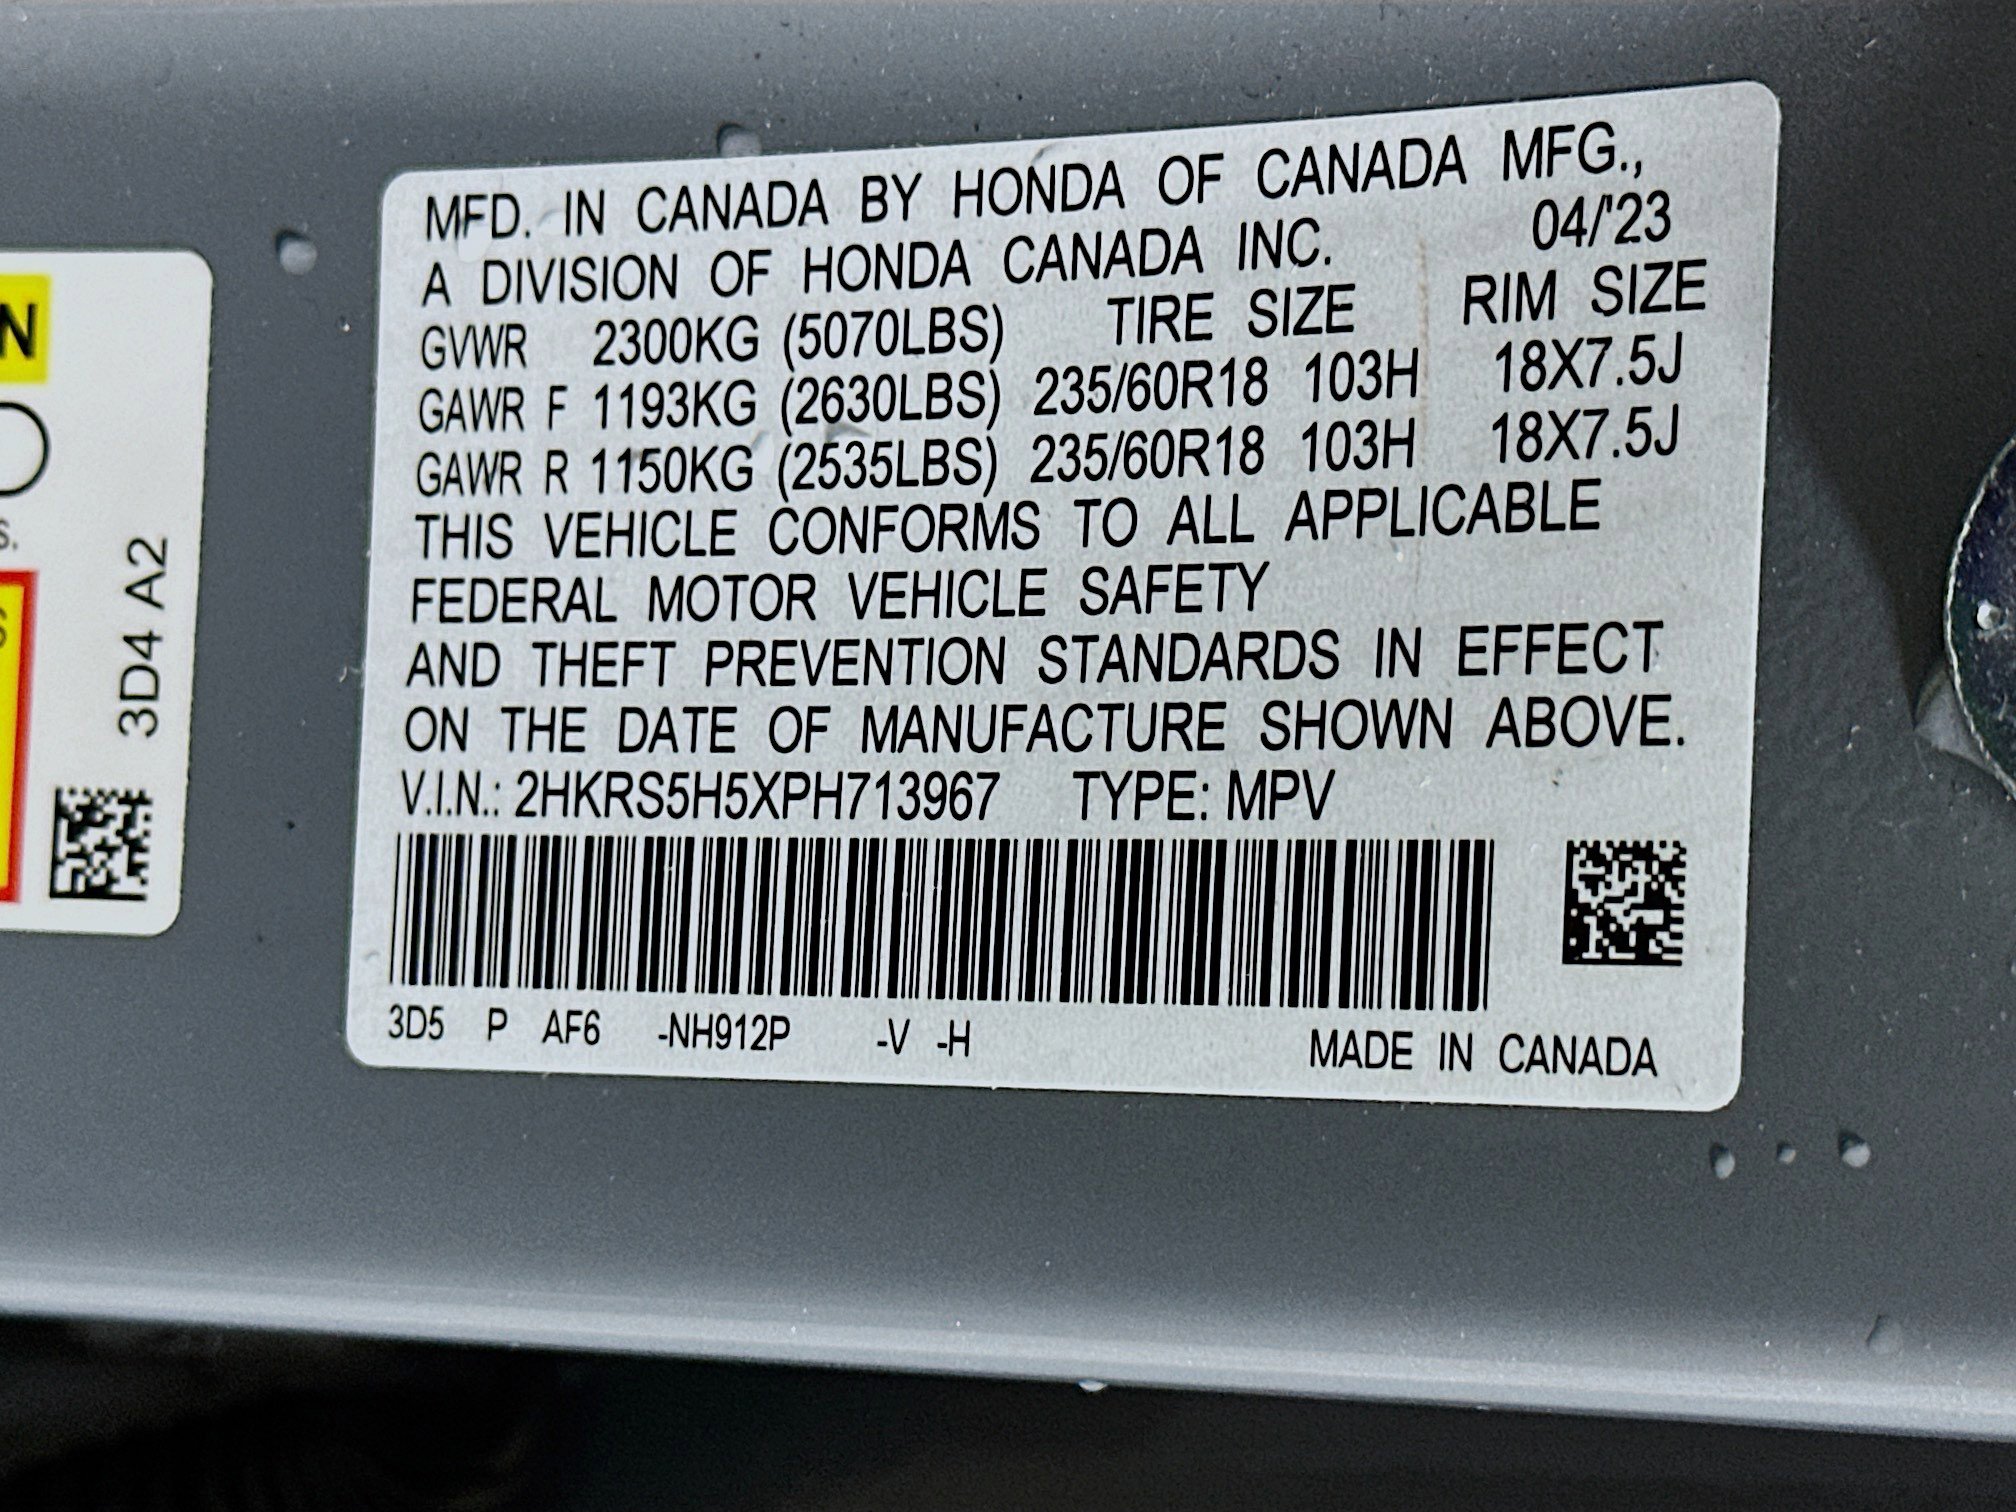 MFD. IN CANADA BY HONDA OF CANADA MFG.,
A DIVISION OF HONDA CANADA INC. 04/'23
GVWR 2300KG (5070LBS) TIRE SIZE RIM SIZE
GAWR F 1193KG (2630LBS) 235/60R18 103H 18X7.5J
GAWR R 1150KG (2535LBS) 235/60R18 103H 18X7.5J
THIS VEHICLE CONFORMS TO ALL APPLICABLE
FEDERAL MOTOR VEHICLE SAFETY
AND THEFT PREVENTION STANDARDS IN EFFECT
ON THE DATE OF MANUFACTURE SHOWN ABOVE.
V.I.N.: 2HKRS5H5XPH713967 TYPE: MPV
3D5 P AF6 -NH912P -V -H MADE IN CANADA
N
S.
3D4 A2